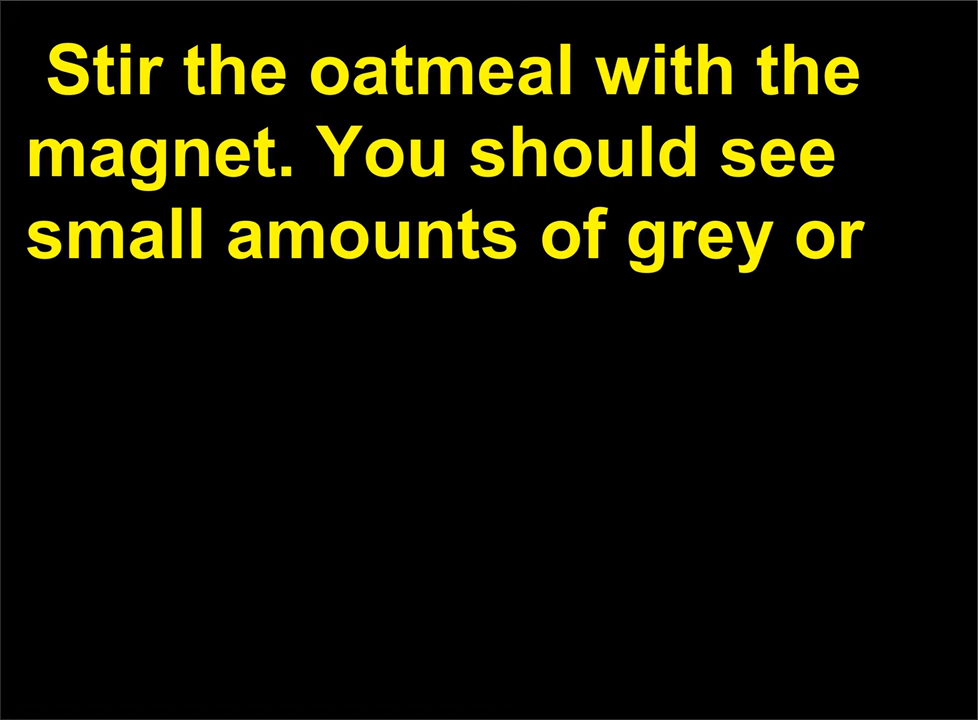 Stir the oatmeal with the
magnet. You should see
small amounts of grey or